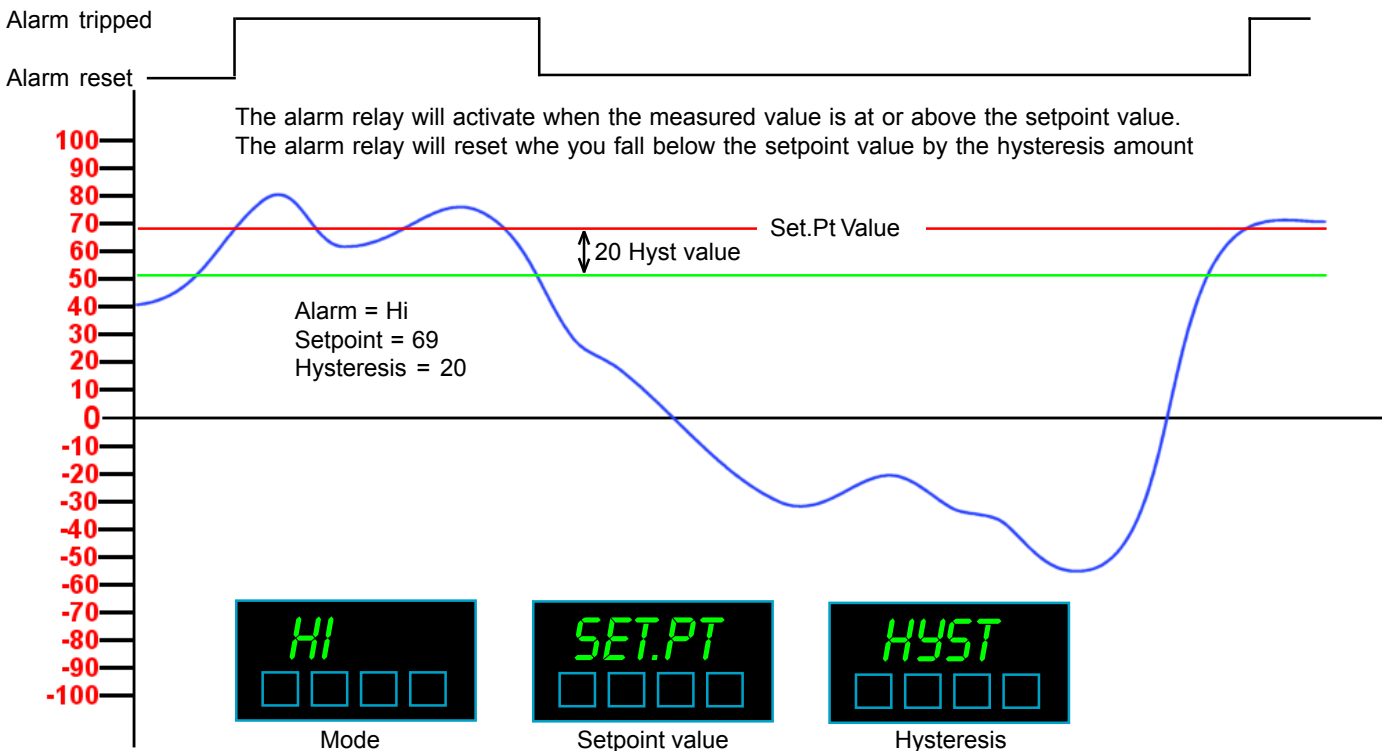 Alarm tripped
Alarm reset
The alarm relay will activate when the measured value is at or above the setpoint value.
The alarm relay will reset whe you fall below the setpoint value by the hysteresis amount
100
90
80
70
60
50
40
30
20
10
0
-10
-20
-30
-40
-50
-60
-70
-80
-90
-100
Set.Pt Value
20 Hyst value
Alarm = Hi
Setpoint = 69
Hysteresis = 20
HI
SET.PT
HYST
Mode
Setpoint value
Hysteresis